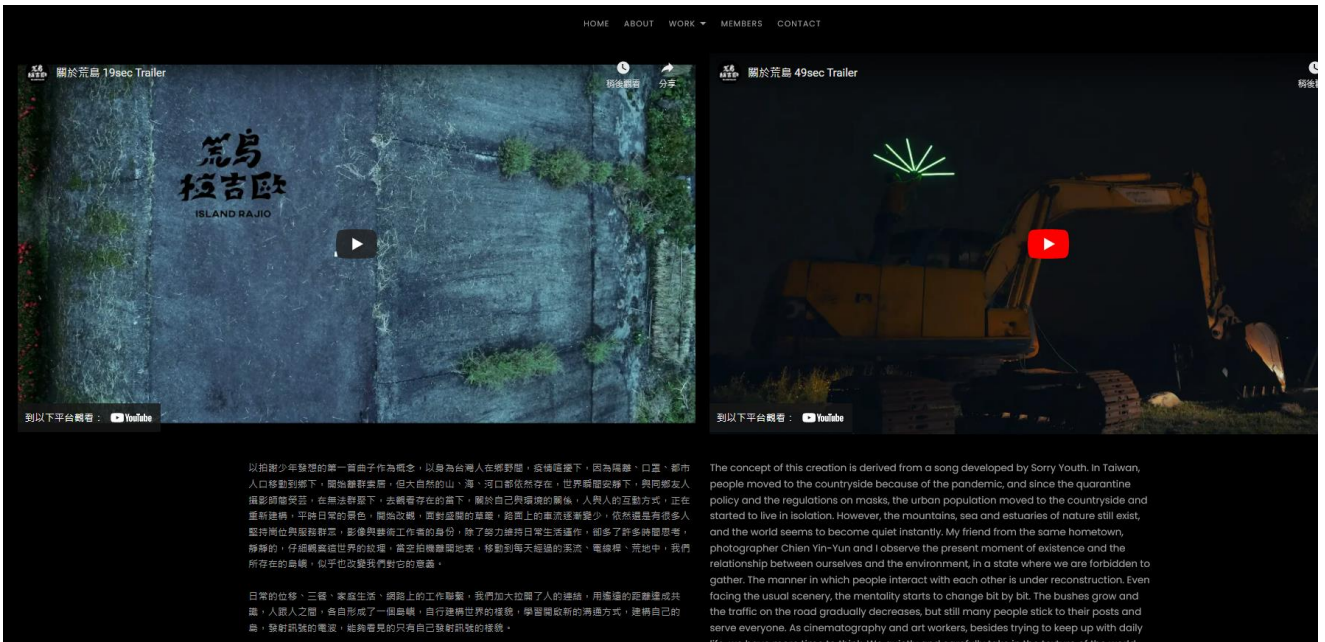 HOME ABOUT WORK MEMBERS CONTACT
荒島
拉吉歐
關於荒島 19sec Trailer
稍後觀看
分享
荒島
拉吉歐
ISLAND RAJIO
到以下平台觀看： YouTube
荒島
拉吉歐
關於荒島 49sec Trailer
到以下平台觀看： YouTube
以拍謝少年發想的第一首曲子作為概念，以身為台灣人在鄉野間，疫情喧擾下，因為隔離、口罩、都市
人口移動到鄉下，開始離群索居，但大自然的山、海、河口都依然存在，世界瞬間安靜下，與同鄉友人
攝影師簡熒芸，在無法群聚下，去觀看存在的當下，關於自己與環境的關係，人與人的互動方式，正在
重新建構，平時日常的景色，開始改觀，面對盛開的草叢，路面上的車流逐漸變少，依然還是有很多人
堅持崗位與服務群眾，影像與藝術工作者的身份，除了努力維持日常生活運作，卻多了許多時間思考，
靜靜的，仔細觀察這世界的紋理，當空拍機離開地表，移動到每天經過的溪流、電線桿、荒地中，我們
所存在的島嶼，似乎也改變我們對它的意義。
日常的位移、三餐、家庭生活、網路上的工作聯繫，我們加大拉開了人的連結，用遙遠的距離達成共
識，人跟人之間，各自形成了一個島嶼，自行建構世界的樣貌，學習開啟新的溝通方式，建構自己的
島，發射訊號的電波，能夠看見的只有自己發射訊號的樣貌。
The concept of this creation is derived from a song developed by Sorry Youth. In Taiwan,
people moved to the countryside because of the pandemic, and since the quarantine
policy and the regulations on masks, the urban population moved to the countryside and
started to live in isolation. However, the mountains, sea and estuaries of nature still exist,
and the world seems to become quiet instantly. My friend from the same hometown,
photographer Chien Yin-Yun and I observe the present moment of existence and the
relationship between ourselves and the environment, in a state where we are forbidden to
gather. The manner in which people interact with each other is under reconstruction. Even
facing the usual scenery, the mentality starts to change bit by bit. The bushes grow and
the traffic on the road gradually decreases, but still many people stick to their posts and
serve everyone. As cinematography and art workers, besides trying to keep up with daily